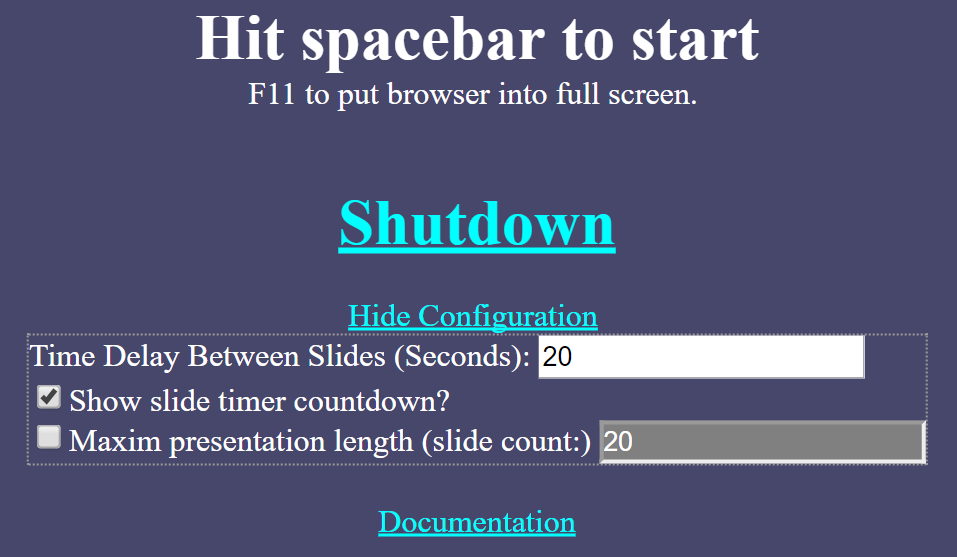 Hit spacebar to start
F11 to put browser into full screen.
Shutdown
Hide Configuration
Time Delay Between Slides (Seconds): 20
Show slide timer countdown?
Maxim presentation length (slide count:) 20
Documentation